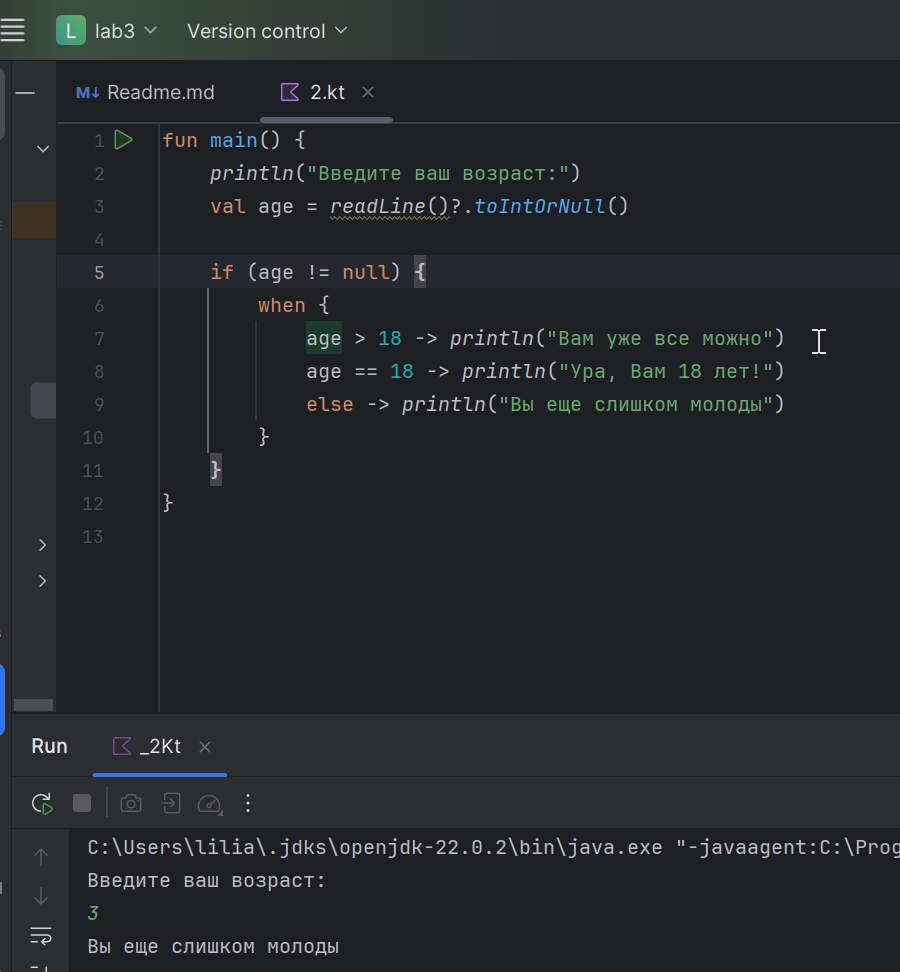 L lab3 Version control
M↓ Readme.md 2.kt
1 fun main() {
2 println("Введите ваш возраст:")
3 val age = readLine()?.toIntOrNull()
4
5 if (age != null) {
6 when {
7 age > 18 -> println("Вам уже все можно")
8 age == 18 -> println("Ура, Вам 18 лет!")
9 else -> println("Вы еще слишком молоды")
10 }
11 }
12 }
13
Run _2Kt
C:\Users\lilia\.jdks\openjdk-22.0.2\bin\java.exe "-javaagent:C:\Prog
Введите ваш возраст:
3
Вы еще слишком молоды